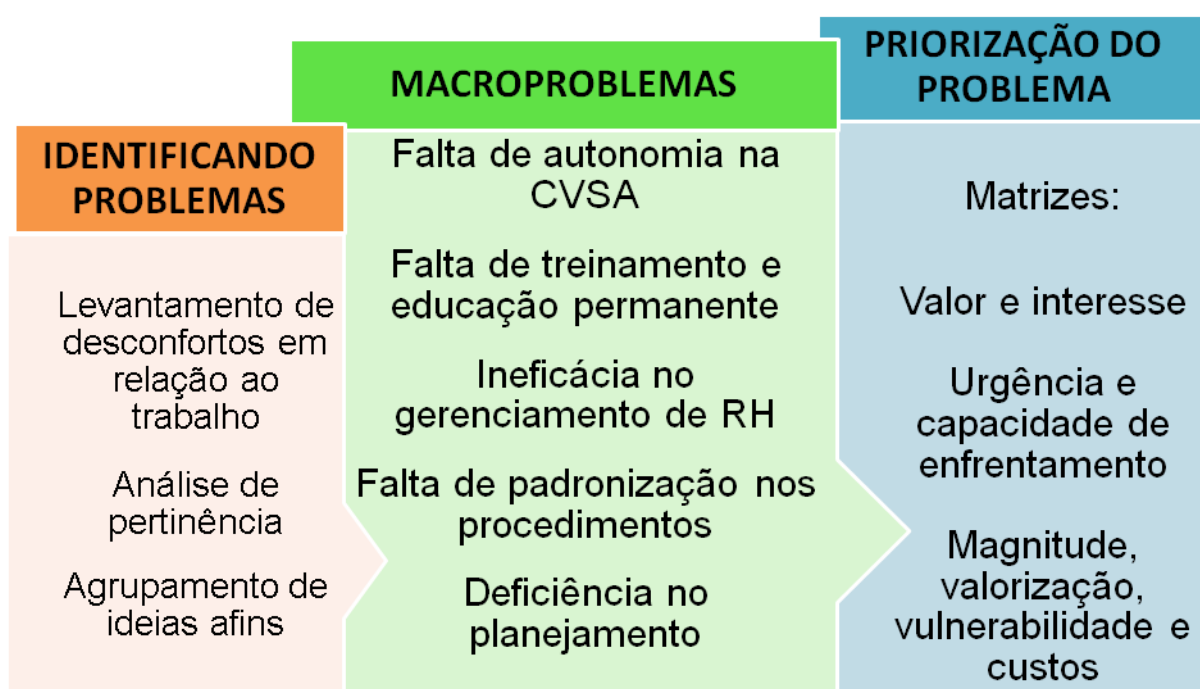 IDENTIFICANDO
PROBLEMAS
Levantamento de
desconfortos em
relação ao
trabalho
Análise de
pertinência
Agrupamento de
ideias afins
MACROPROBLEMAS
Falta de autonomia na
CVSA
Falta de treinamento e
educação permanente
Ineficácia no
gerenciamento de RH
Falta de padronização nos
procedimentos
Deficiência no
planejamento
PRIORIZAÇÃO DO
PROBLEMA
Matrizes:
Valor e interesse
Urgência e
capacidade de
enfrentamento
Magnitude,
valorização,
vulnerabilidade e
custos